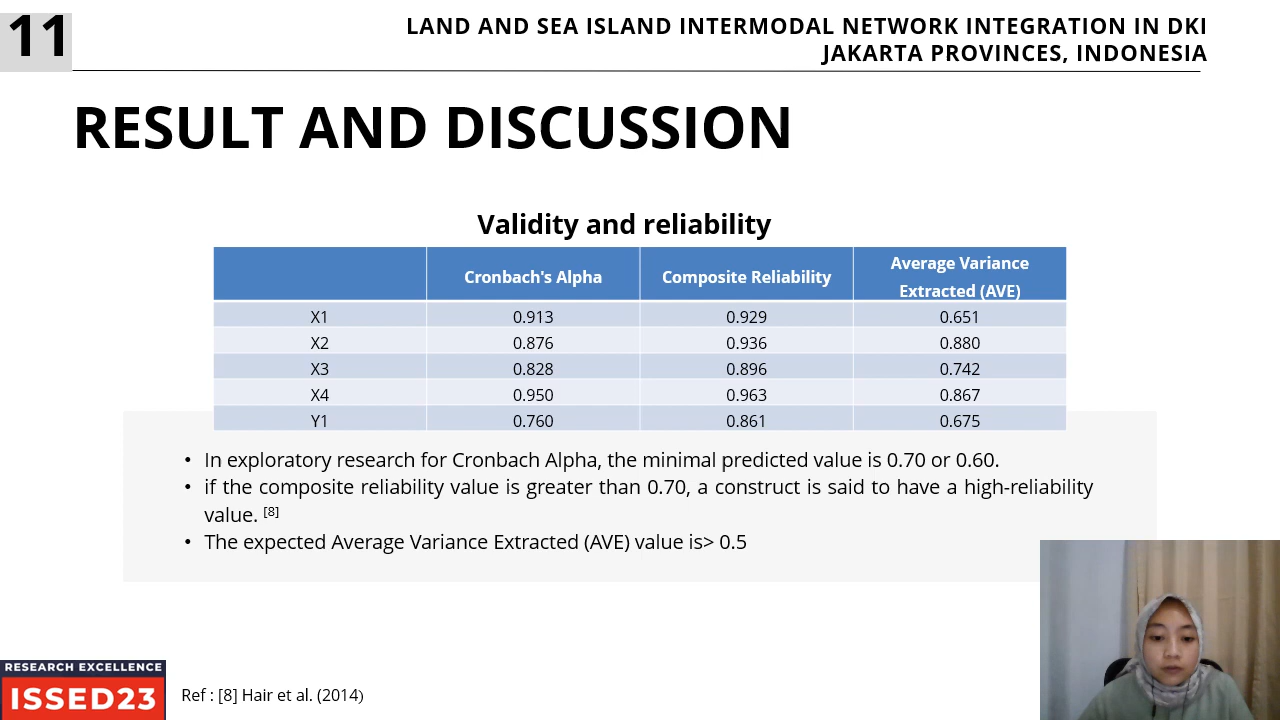 11
LAND AND SEA ISLAND INTERMODAL NETWORK INTEGRATION IN DKI
JAKARTA PROVINCES, INDONESIA
RESULT AND DISCUSSION
Validity and reliability
Cronbach's Alpha Composite Reliability Average Variance
Extracted (AVE)
X1 0.913 0.929 0.651
X2 0.876 0.936 0.880
X3 0.828 0.896 0.742
X4 0.950 0.963 0.867
Y1 0.760 0.861 0.675
• In exploratory research for Cronbach Alpha, the minimal predicted value is 0.70 or 0.60.
• if the composite reliability value is greater than 0.70, a construct is said to have a high-reliability
value. [8]
• The expected Average Variance Extracted (AVE) value is> 0.5
RESEARCH EXCELLENCE
ISSED23
Ref : [8] Hair et al. (2014)